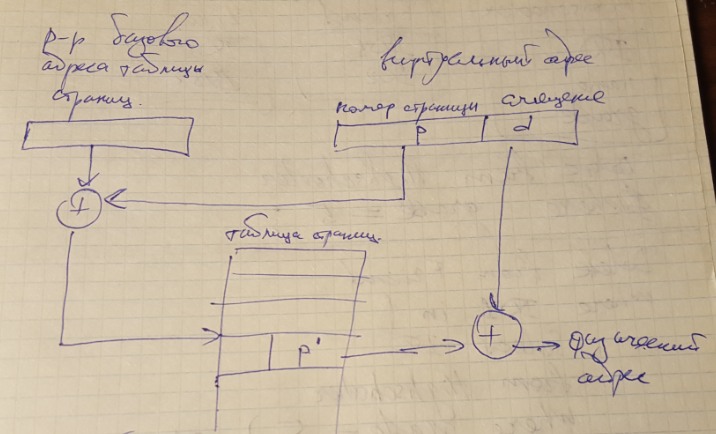 р-р базового
адреса таблицы
страниц.
виртуальный адрес
номер страницы смещение
p d
+
таблица страниц
p'
+
физический
адрес